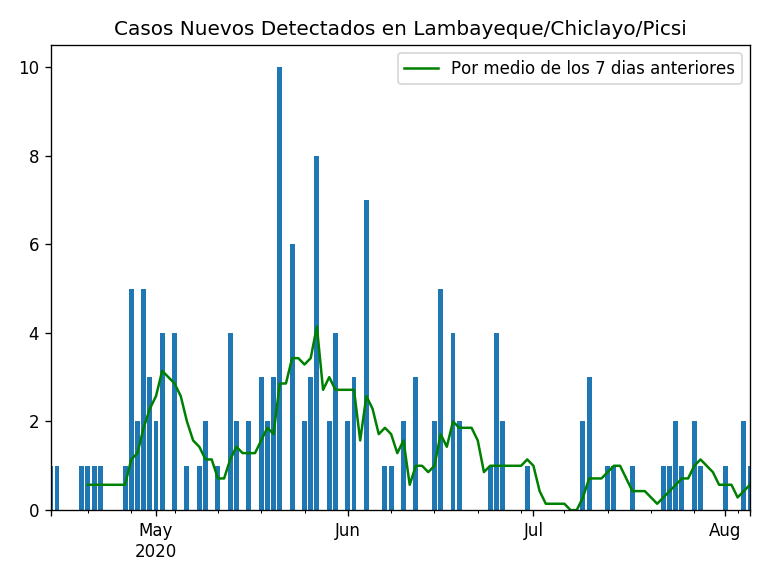 Casos Nuevos Detectados en Lambayeque/Chiclayo/Picsi
Por medio de los 7 dias anteriores
10
8
6
4
2
0
May
2020
Jun
Jul
Aug